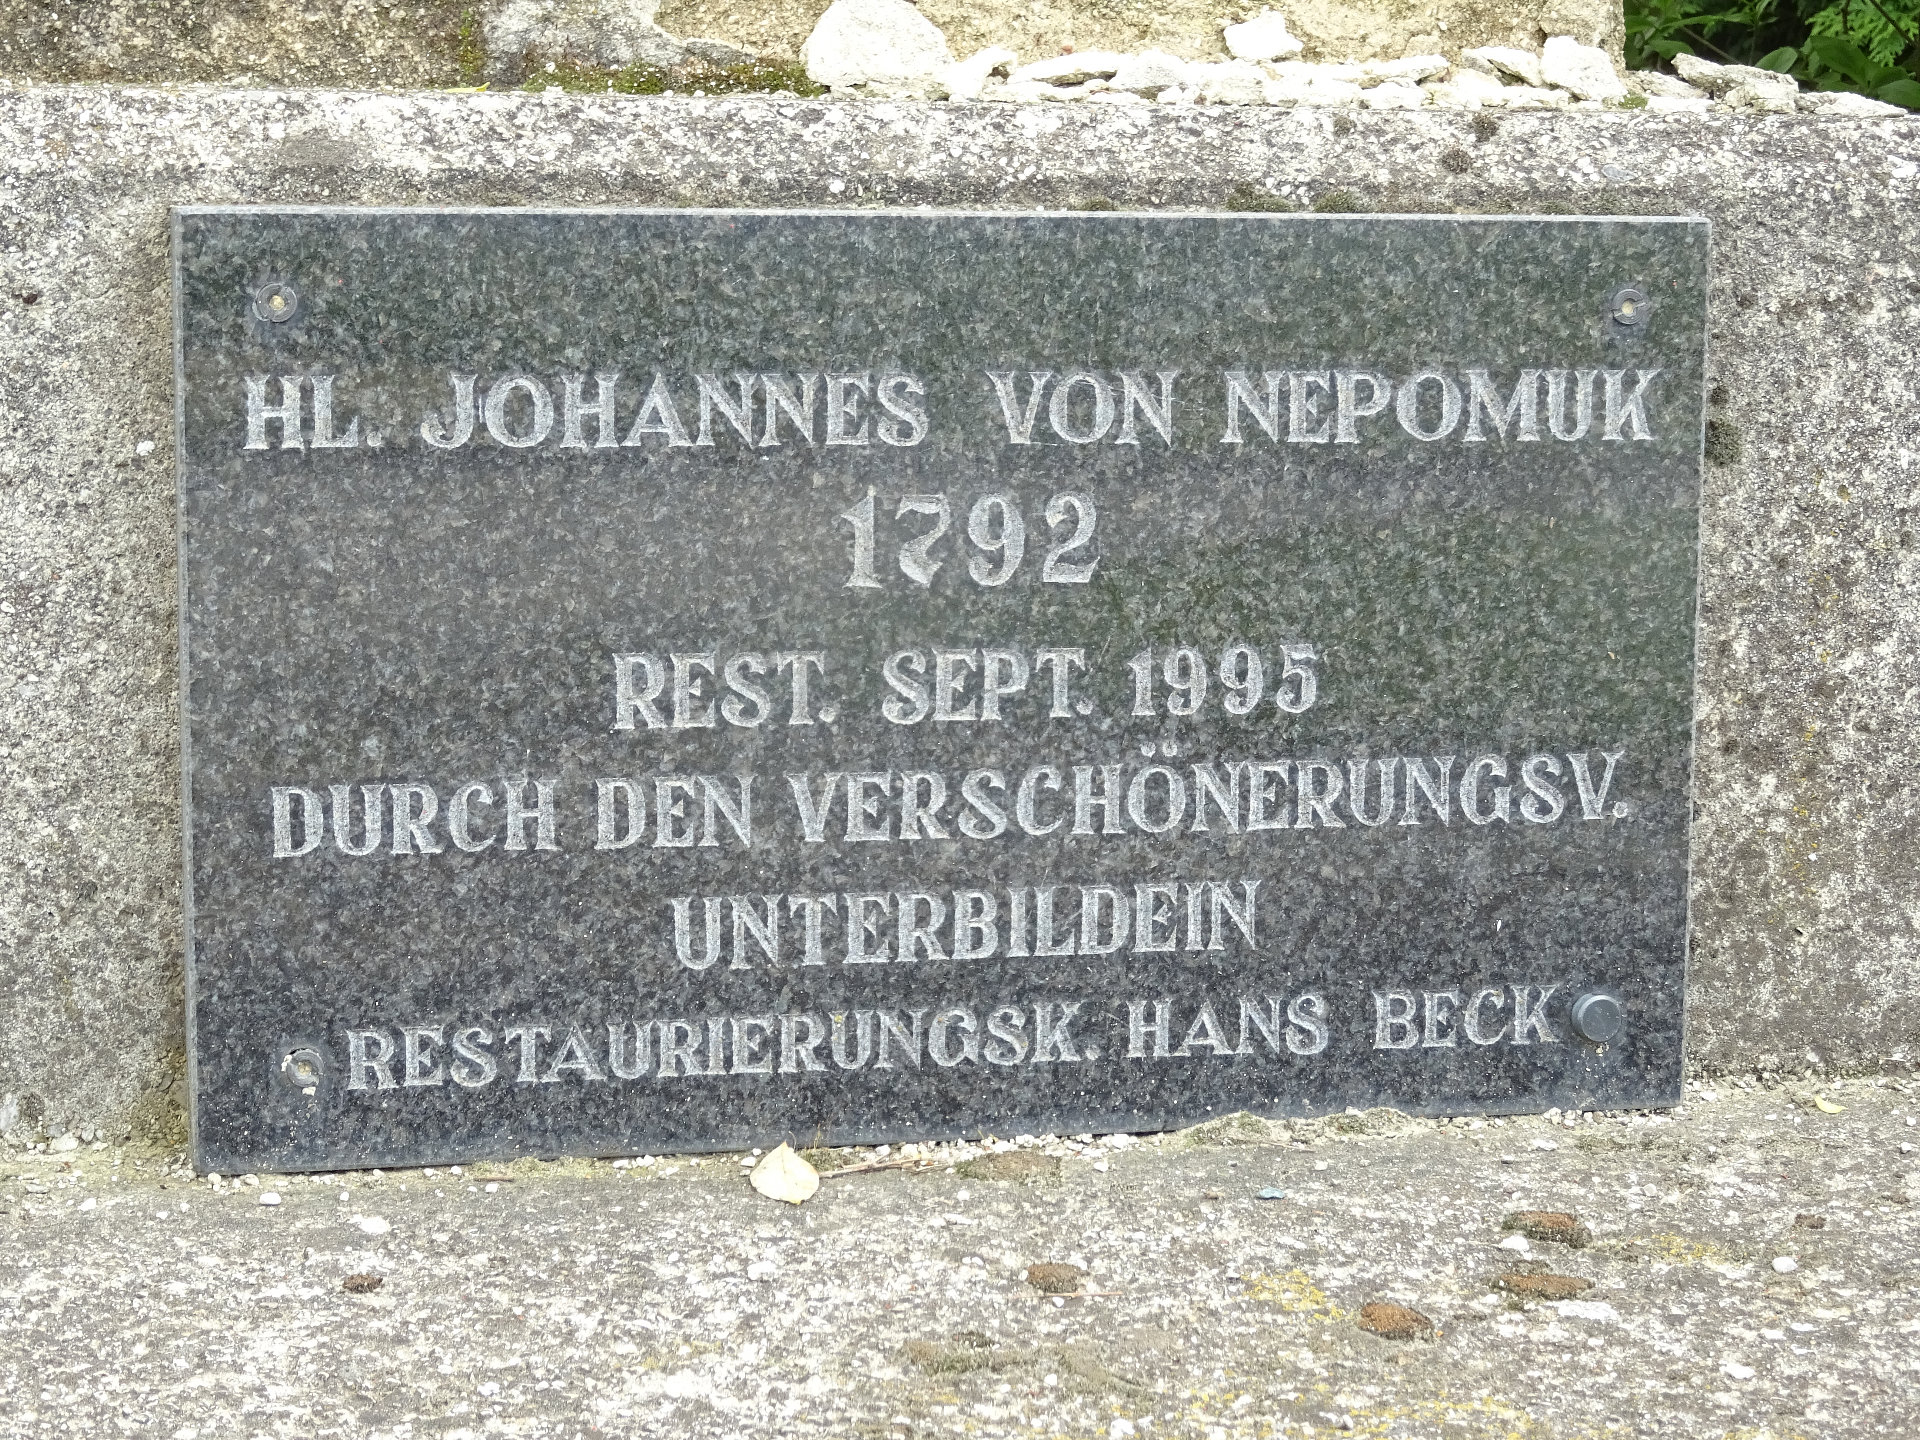 HL. JOHANNES VON NEPOMUK
1792
REST. SEPT. 1995
DURCH DEN VERSCHÖNERUNGSV.
UNTERBILDEIN
RESTAURIERUNGSK. HANS BECK